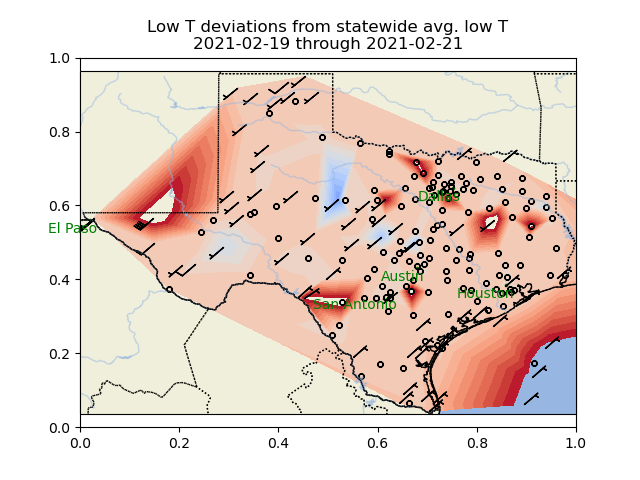 Low T deviations from statewide avg. low T
2021-02-19 through 2021-02-21
1.0
0.8
0.6
0.4
0.2
0.0
El Paso
Dallas
Austin
San Antonio
Houston
0.0 0.2 0.4 0.6 0.8 1.0